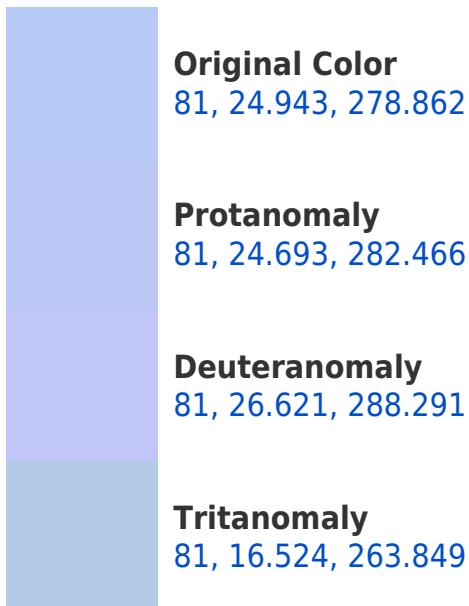 Original Color
81, 24.943, 278.862
Protanomaly
81, 24.693, 282.466
Deuteranomaly
81, 26.621, 288.291
Tritanomaly
81, 16.524, 263.849